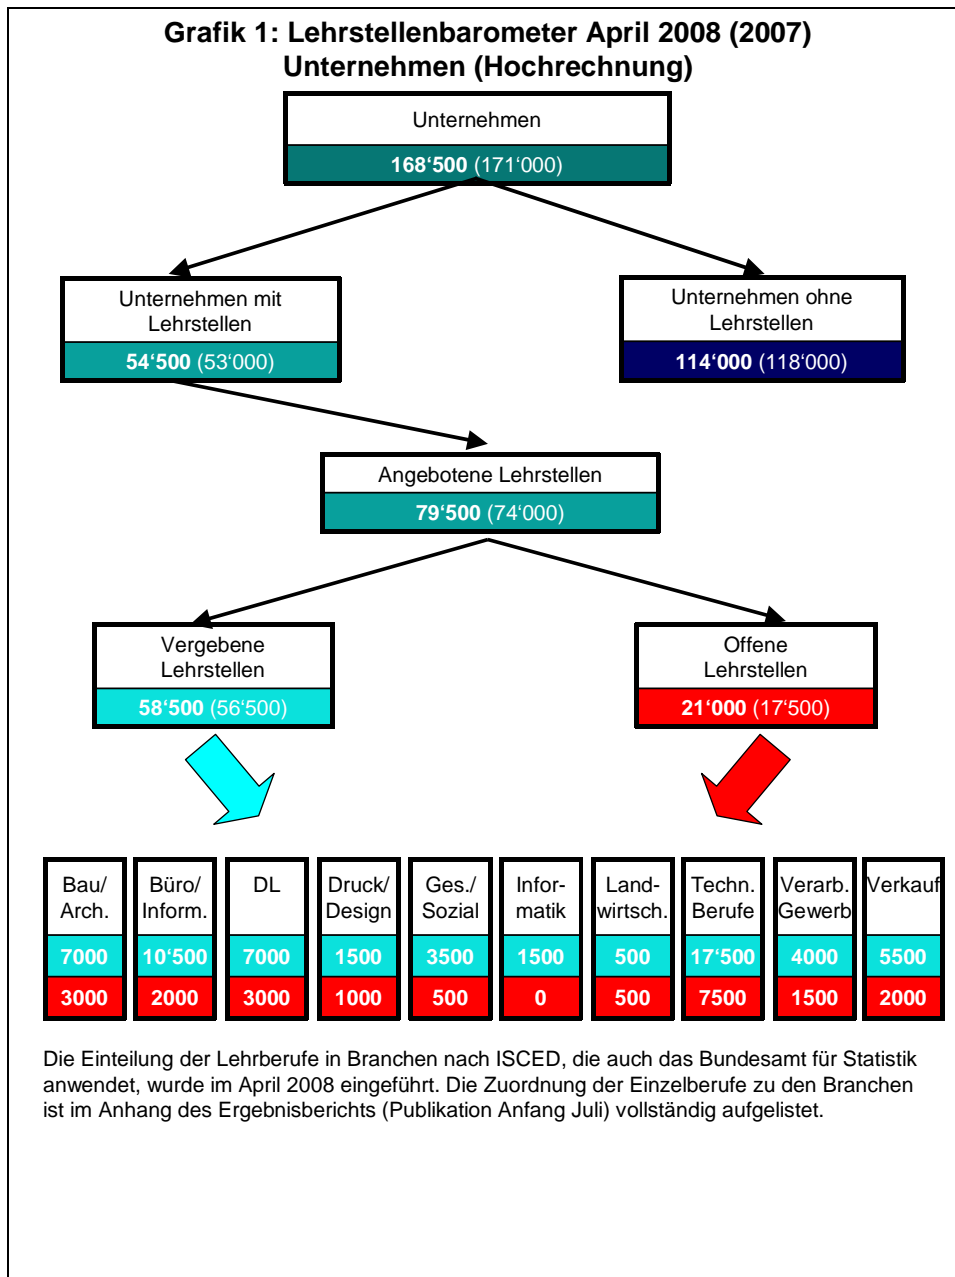 Grafik 1: Lehrstellenbarometer April 2008 (2007)
Unternehmen (Hochrechnung)
Unternehmen
168‘500 (171‘000)
Unternehmen mit
Lehrstellen
54‘500 (53‘000)
Unternehmen ohne
Lehrstellen
114‘000 (118‘000)
Angebotene Lehrstellen
79‘500 (74‘000)
Vergebene
Lehrstellen
58‘500 (56‘500)
Offene
Lehrstellen
21‘000 (17‘500)
Bau/
Arch.
7000
3000
Büro/
Inform.
10‘500
2000
DL
7000
3000
Druck/
Design
1500
1000
Ges./
Sozial
3500
500
Infor-
matik
1500
0
Land-
wirtsch.
500
500
Techn.
Berufe
17‘500
7500
Verarb.
Gewerb
4000
1500
Verkauf
5500
2000
Die Einteilung der Lehrberufe in Branchen nach ISCED, die auch das Bundesamt für Statistik
anwendet, wurde im April 2008 eingeführt. Die Zuordnung der Einzelberufe zu den Branchen
ist im Anhang des Ergebnisberichts (Publikation Anfang Juli) vollständig aufgelistet.